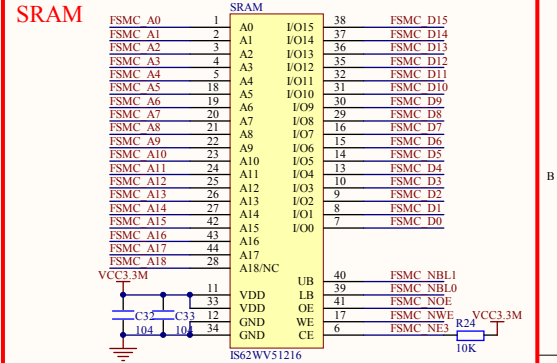 SRAM
SRAM
FSMC_A0 1 A0 I/O15 38 FSMC_D15
FSMC_A1 2 A1 I/O14 37 FSMC_D14
FSMC_A2 3 A2 I/O13 36 FSMC_D13
FSMC_A3 4 A3 I/O12 35 FSMC_D12
FSMC_A4 5 A4 I/O11 32 FSMC_D11
FSMC_A5 18 A5 I/O10 31 FSMC_D10
FSMC_A6 19 A6 I/O9 30 FSMC_D9
FSMC_A7 20 A7 I/O8 29 FSMC_D8
FSMC_A8 21 A8 I/O7 16 FSMC_D7
FSMC_A9 22 A9 I/O6 15 FSMC_D6
FSMC_A10 23 A10 I/O5 14 FSMC_D5
FSMC_A11 24 A11 I/O4 13 FSMC_D4
FSMC_A12 25 A12 I/O3 10 FSMC_D3
FSMC_A13 26 A13 I/O2 9 FSMC_D2
FSMC_A14 27 A14 I/O1 8 FSMC_D1
FSMC_A15 42 A15 I/O0 7 FSMC_D0
FSMC_A16 43 A16
FSMC_A17 44 A17
FSMC_A18 28 A18/NC
B
VCC3.3M
UB 40 FSMC_NBL1
11 VDD LB 39 FSMC_NBL0
33 VDD OE 41 FSMC_NOE
12 GND WE 17 FSMC_NWE
34 GND CE 6 FSMC_NE3
C32 C33
104 104
R24 VCC3.3M
10K
IS62WV51216